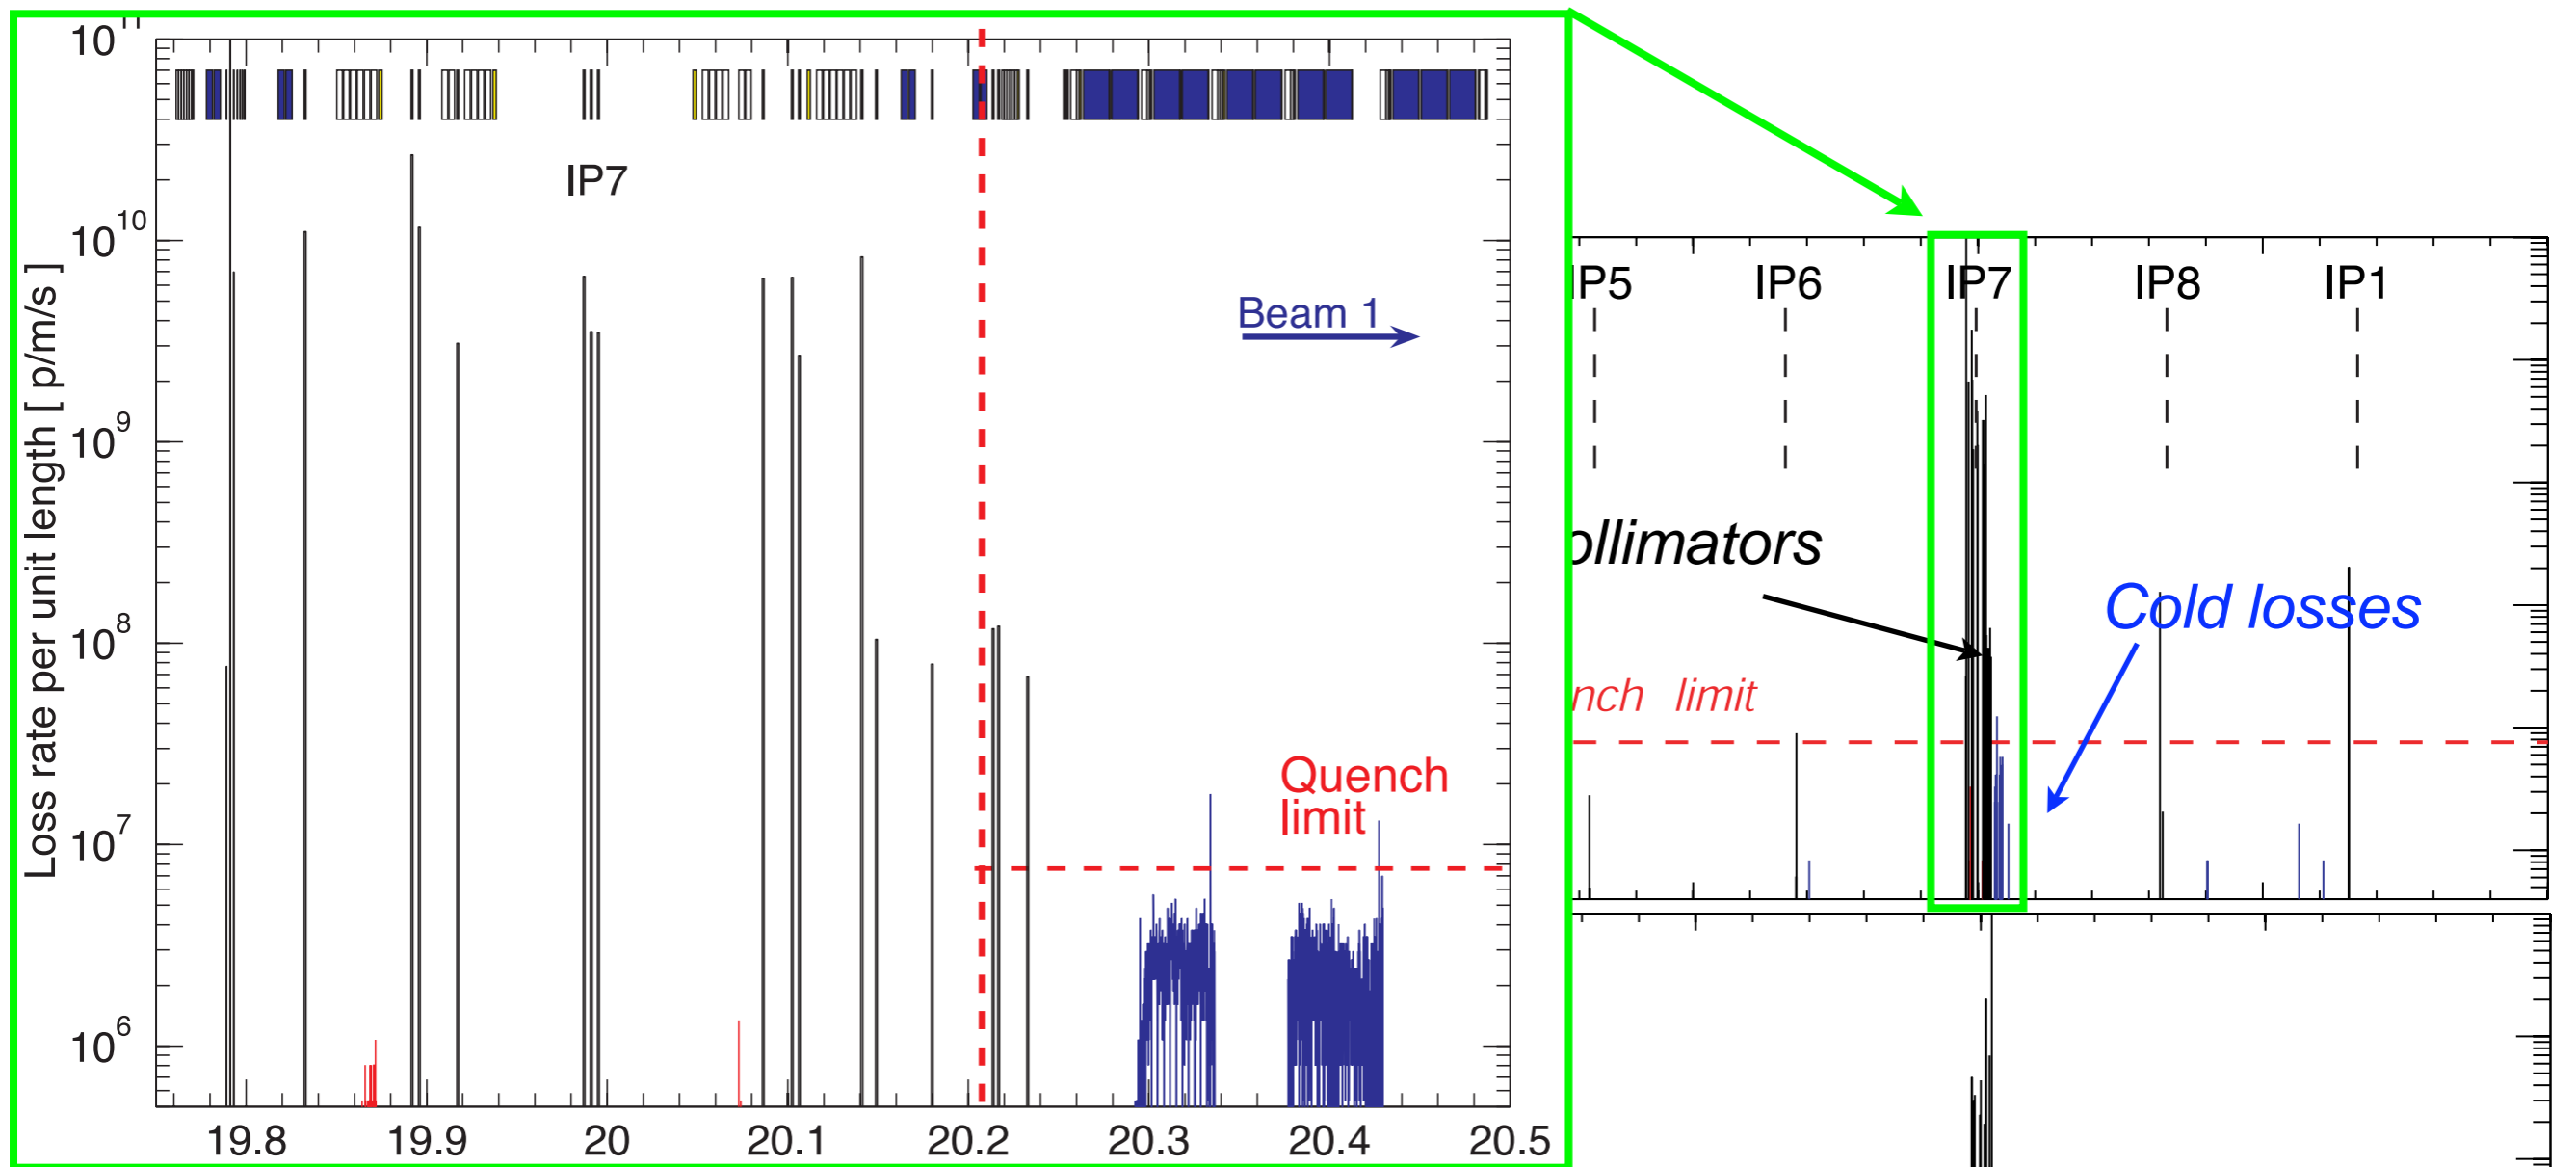 10¹¹
10¹⁰
10⁹
10⁸
10⁷
10⁶
Loss rate per unit length [ p/m/s ]
IP7
Beam 1
Quench
limit
19.8 19.9 20 20.1 20.2 20.3 20.4 20.5
IP5 IP6 IP7 IP8 IP1
ollimators
Cold losses
nch limit